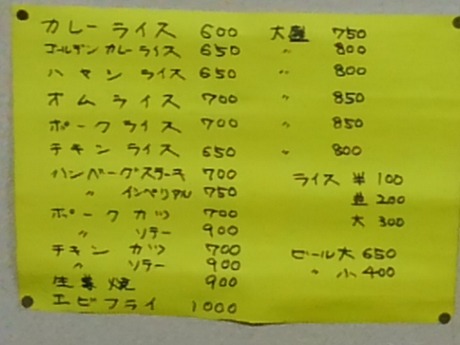 カレーライス 600 大盛 750
ゴールデンカレーライス 650 〃 800
ハヤシライス 650 〃 800
オムライス 700 〃 850
ポークライス 700 〃 850
チキンライス 650 〃 800
ハンバーグステーキ 700
〃 インペリアル 750
ポークカツ 700
〃 ソテー 900
チキンカツ 700
〃 ソテー 900
生姜焼 900
エビフライ 1000
ライス 半 100
並 200
大 300
ビール大 650
〃 小 400